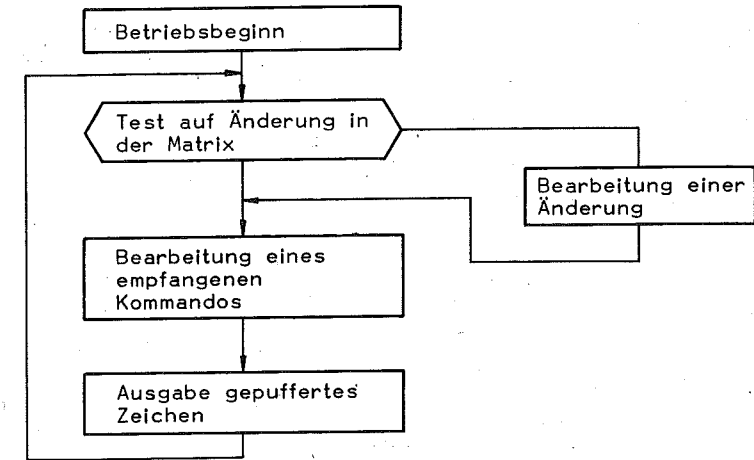 Betriebsbeginn
Test auf Änderung in
der Matrix
Bearbeitung einer
Änderung
Bearbeitung eines
empfangenen
Kommandos
Ausgabe gepuffertes
Zeichen